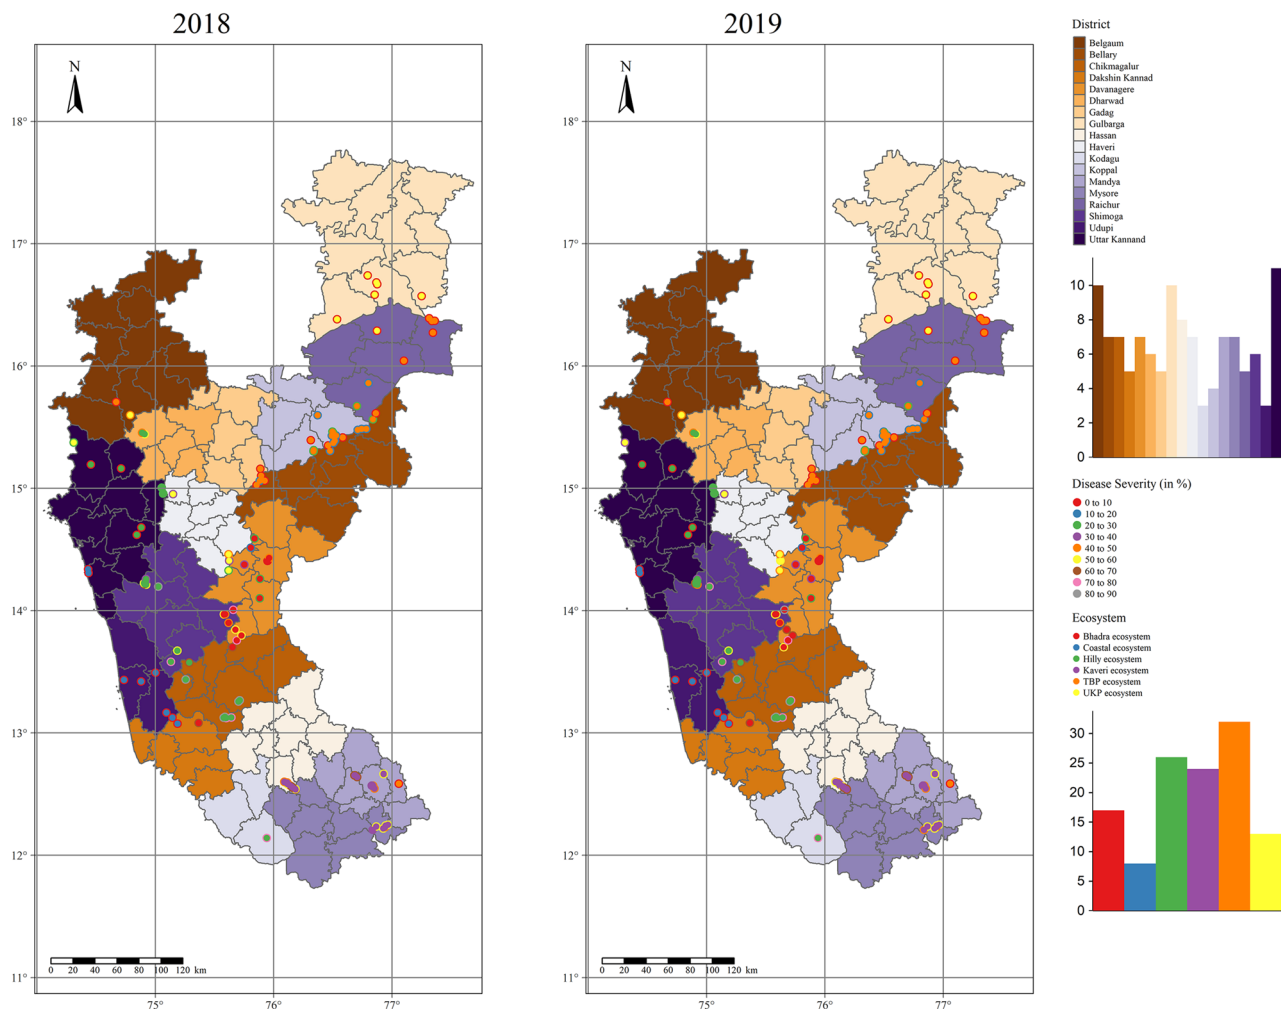 2018
2019
N
18°
17°
16°
15°
14°
13°
12°
11°
0 20 40 60 80 100 120 km
75° 76° 77°
N
18°
17°
16°
15°
14°
13°
12°
11°
0 20 40 60 80 100 120 km
75° 76° 77°
District
Belgaum
Bellary
Chikmagalur
Dakshin Kannad
Davanagere
Dharwad
Gadag
Gulbarga
Hassan
Haveri
Kodagu
Koppal
Mandya
Mysore
Raichur
Shimoga
Udupi
Uttar Kannand
10
8
6
4
2
0
Disease Severity (in %)
0 to 10
10 to 20
20 to 30
30 to 40
40 to 50
50 to 60
60 to 70
70 to 80
80 to 90
Ecosystem
Bhadra ecosystem
Coastal ecosystem
Hilly ecosystem
Kaveri ecosystem
TBP ecosystem
UKP ecosystem
30
25
20
15
10
5
0